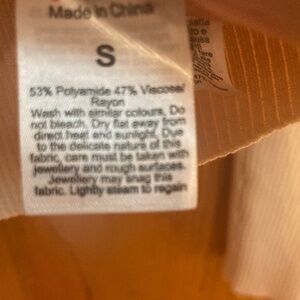 Made in China
S
53% Polyamide 47% Viscose/
Rayon
Wash with similar colours. Do
not bleach. Dry flat away from
direct heat and sunlight. Due
to the delicate nature of this
fabric, care must be taken with
jewellery and rough surfaces.
Jewellery may snag this
fabric. Lightly steam to regain